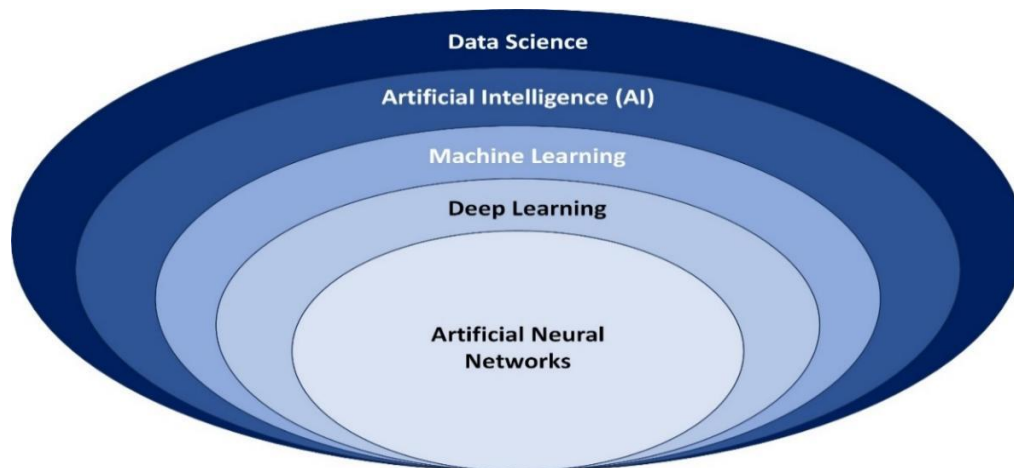 Data Science
Artificial Intelligence (AI)
Machine Learning
Deep Learning
Artificial Neural
Networks